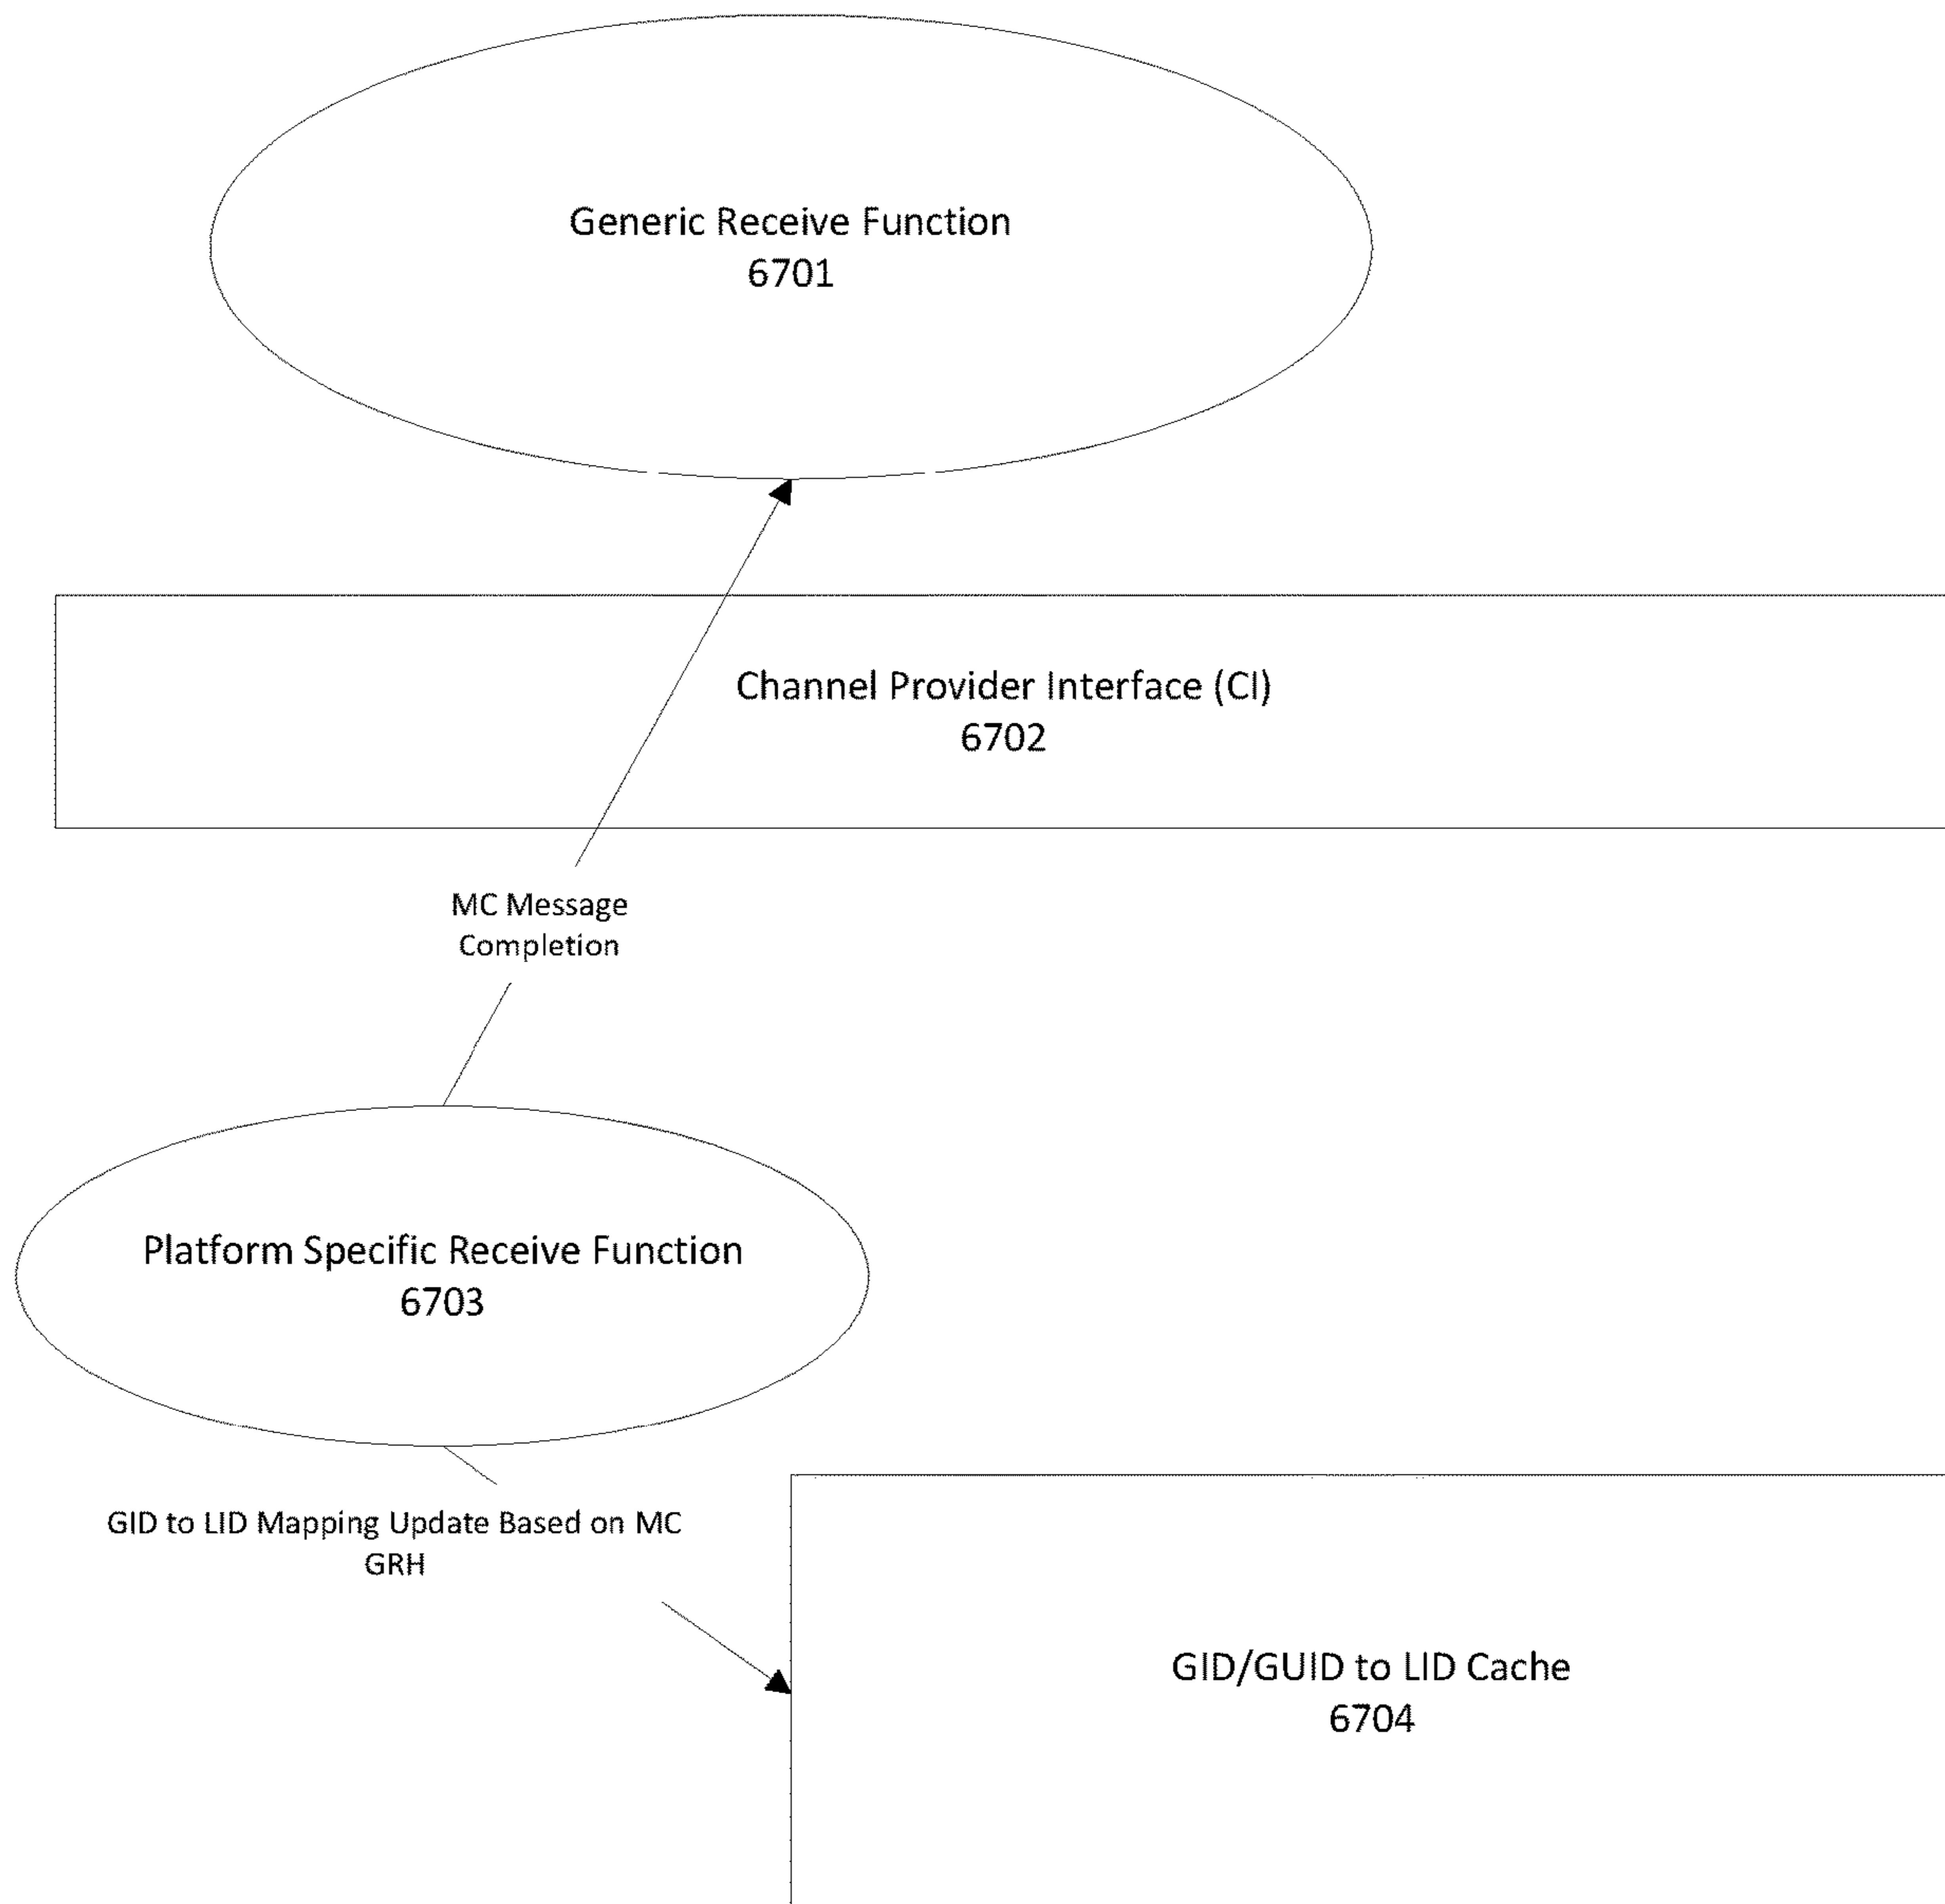 Generic Receive Function
6701
Channel Provider Interface (CI)
6702
MC Message
Completion
Platform Specific Receive Function
6703
GID to LID Mapping Update Based on MC
GRH
GID/GUID to LID Cache
6704